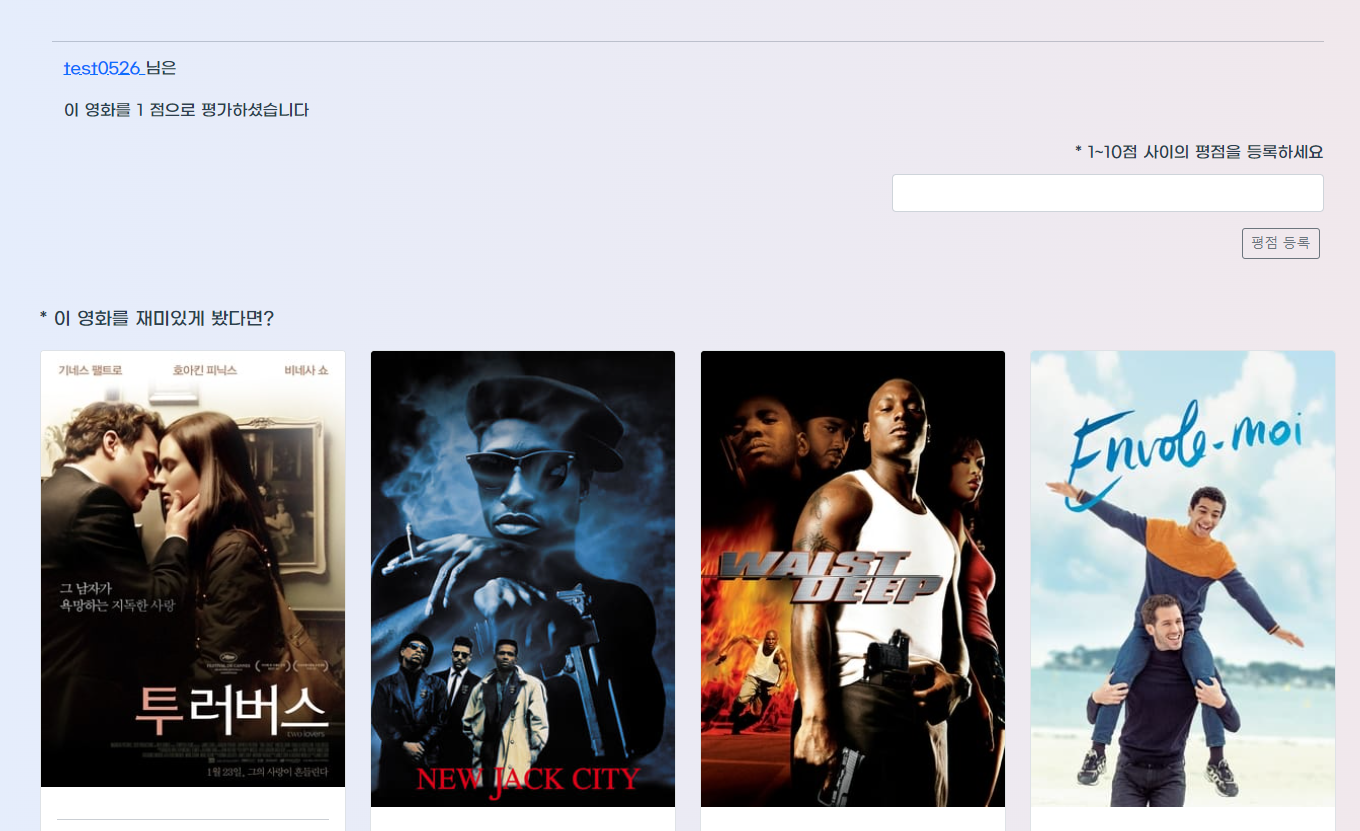 test0526 님은
이 영화를 1 점으로 평가하셨습니다
* 1~10점 사이의 평점을 등록하세요
평점 등록
* 이 영화를 재미있게 봤다면?
기네스 팰트로 호아킨 피닉스 비네사 쇼
그 남자가
욕망하는 지독한 사랑
투 러버스
two lovers
1월 23일, 그의 사랑이 흔들린다
NEW JACK CITY
WAIST
DEEP
Envole-moi